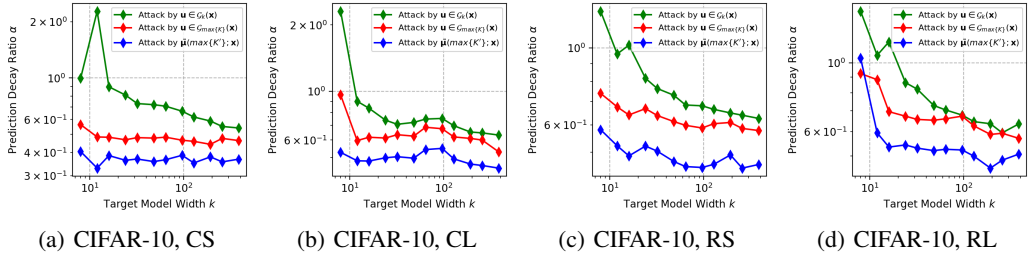 Prediction Decay Ratio α
2 × 10⁰
10⁰
6 × 10⁻¹
4 × 10⁻¹
3 × 10⁻¹
10¹
10²
Target Model Width k
Attack by u ∈ 𝒢ₖ(x)
Attack by u ∈ 𝒢max{K}(x)
Attack by μ̃(max{K'}; x)
(a) CIFAR-10, CS
Prediction Decay Ratio α
2 × 10⁰
10⁰
6 × 10⁻¹
10¹
10²
Target Model Width k
Attack by u ∈ 𝒢ₖ(x)
Attack by u ∈ 𝒢max{K}(x)
Attack by μ̃(max{K'}; x)
(b) CIFAR-10, CL
Prediction Decay Ratio α
10⁰
6 × 10⁻¹
10¹
10²
Target Model Width k
Attack by u ∈ 𝒢ₖ(x)
Attack by u ∈ 𝒢max{K}(x)
Attack by μ̃(max{K'}; x)
(c) CIFAR-10, RS
Prediction Decay Ratio α
10⁰
6 × 10⁻¹
10¹
10²
Target Model Width k
Attack by u ∈ 𝒢ₖ(x)
Attack by u ∈ 𝒢max{K}(x)
Attack by μ̃(max{K'}; x)
(d) CIFAR-10, RL